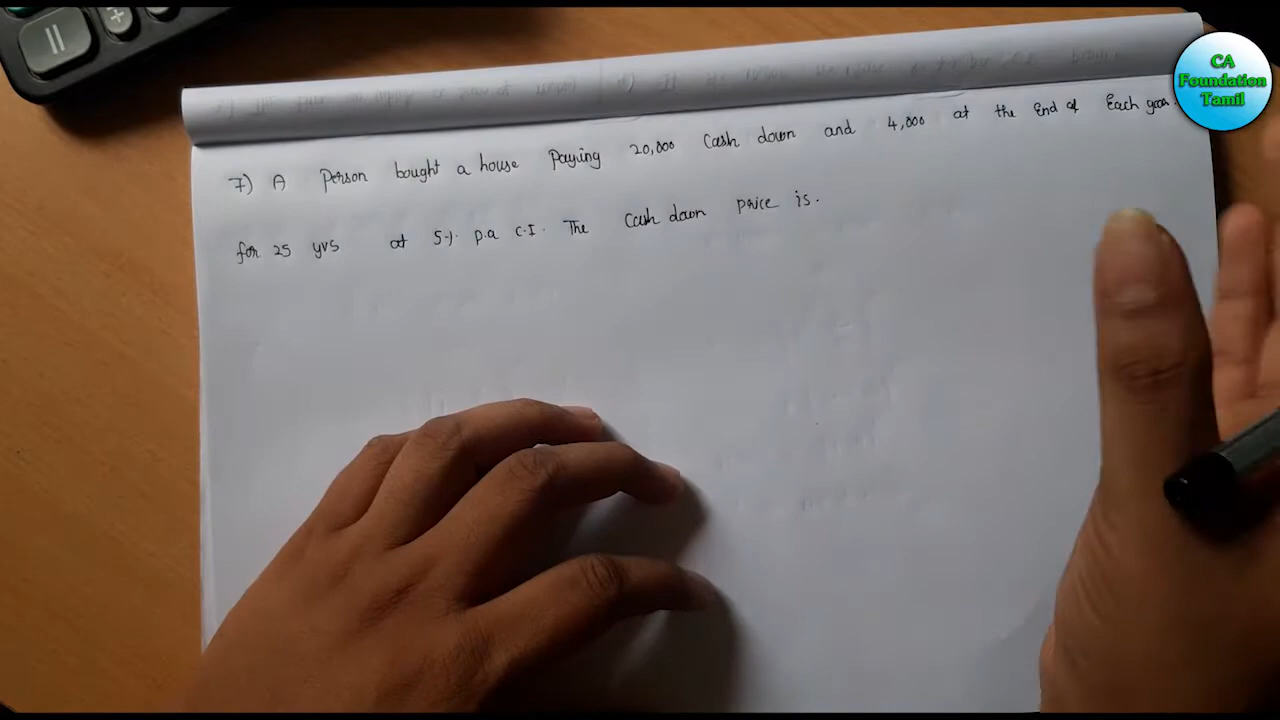 CA
Foundation
Tamil
7) A Person bought a house Paying 20,000 Cash down and 4,000 at the End of Each year
for 25 yrs at 5% p.a C.I. The Cash down price is.